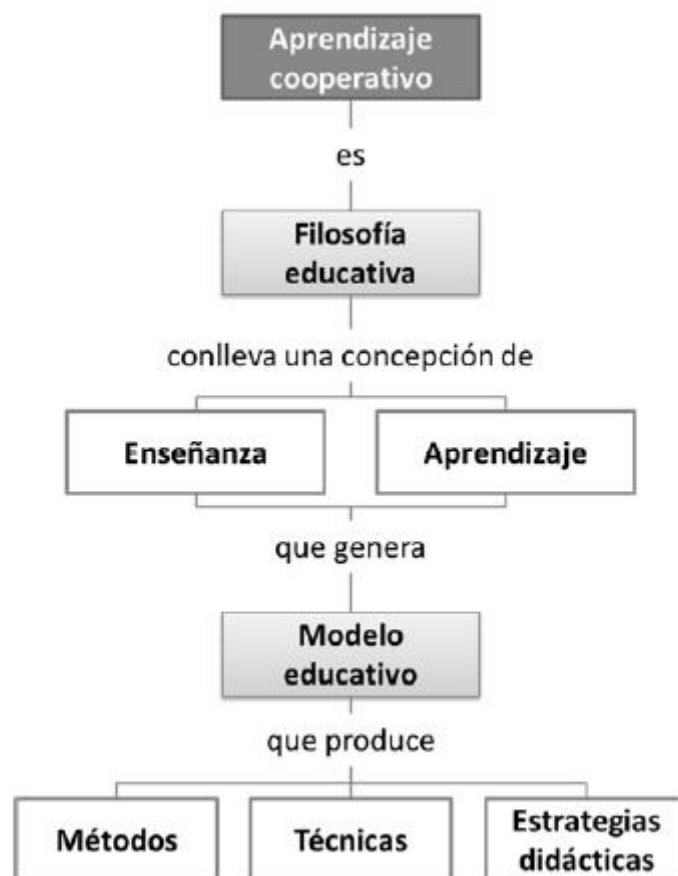 Aprendizaje
cooperativo
es
Filosofía
educativa
conlleva una concepción de
Enseñanza
Aprendizaje
que genera
Modelo
educativo
que produce
Métodos
Técnicas
Estrategias
didácticas